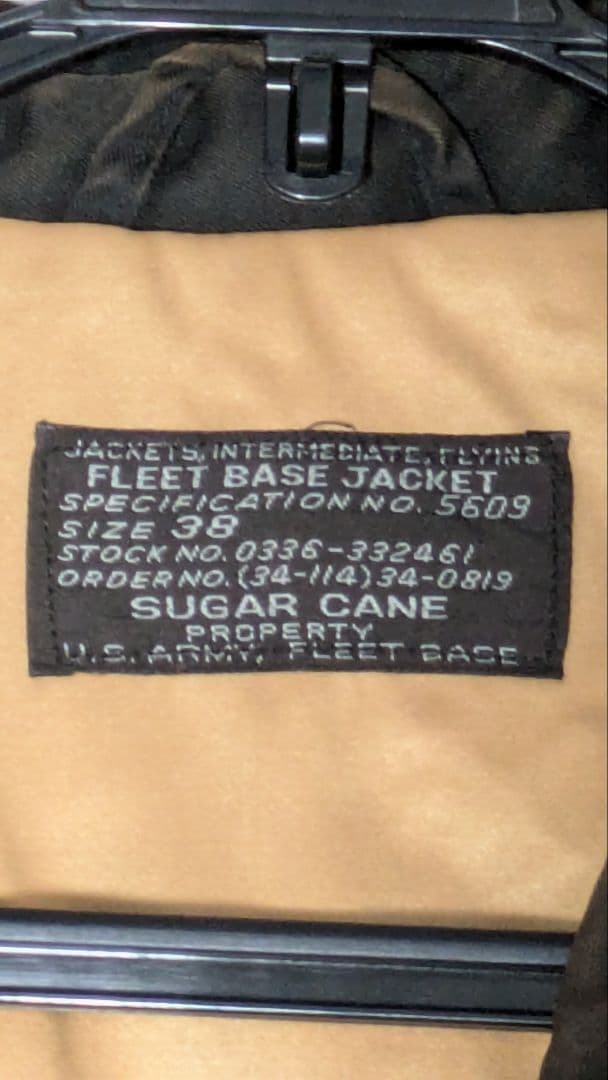 JACKETS, INTERMEDIATE, FLYING
FLEET BASE JACKET
SPECIFICATION NO. 5609
SIZE 38
STOCK NO. 0336-332461
ORDER NO. (34-114)34-0819
SUGAR CANE
PROPERTY
U.S. ARMY, FLEET BASE